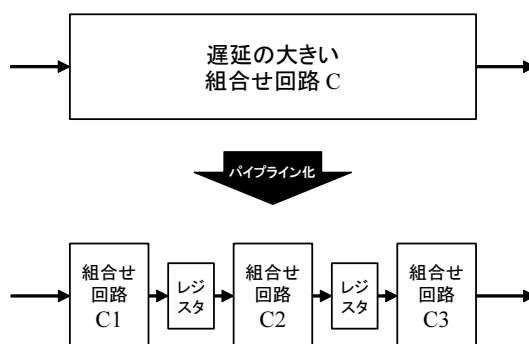 遅延の大きい
組合せ回路 C
パイプライン化
組合せ
回路
C1
レジ
スタ
組合せ
回路
C2
レジ
スタ
組合せ
回路
C3